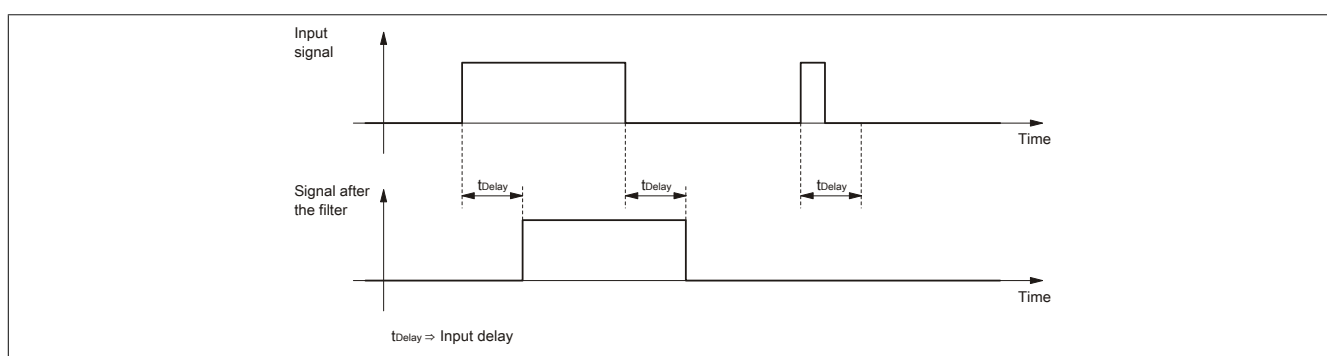 Input
signal
Time
tDelay
tDelay
tDelay
Signal after
the filter
Time
tDelay ⇒ Input delay